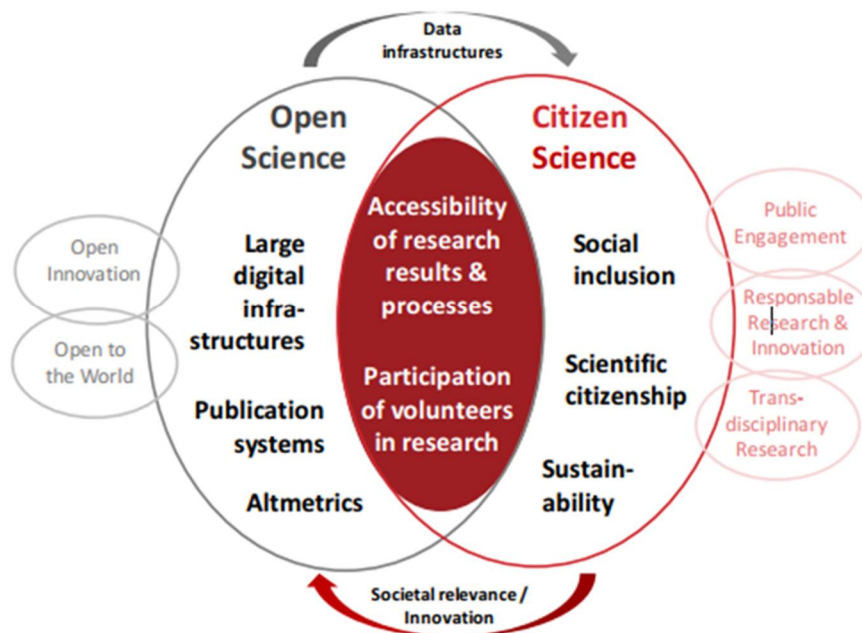 Data
infrastructures
Open
Science
Citizen
Science
Accessibility
of research
results &
processes
Participation
of volunteers
in research
Large
digital
infra-
structures
Publication
systems
Altmetrics
Social
inclusion
Scientific
citizenship
Sustain-
ability
Open
Innovation
Open to
the World
Public
Engagement
Responsable
Research &
Innovation
Trans-
disciplinary
Research
Societal relevance /
Innovation